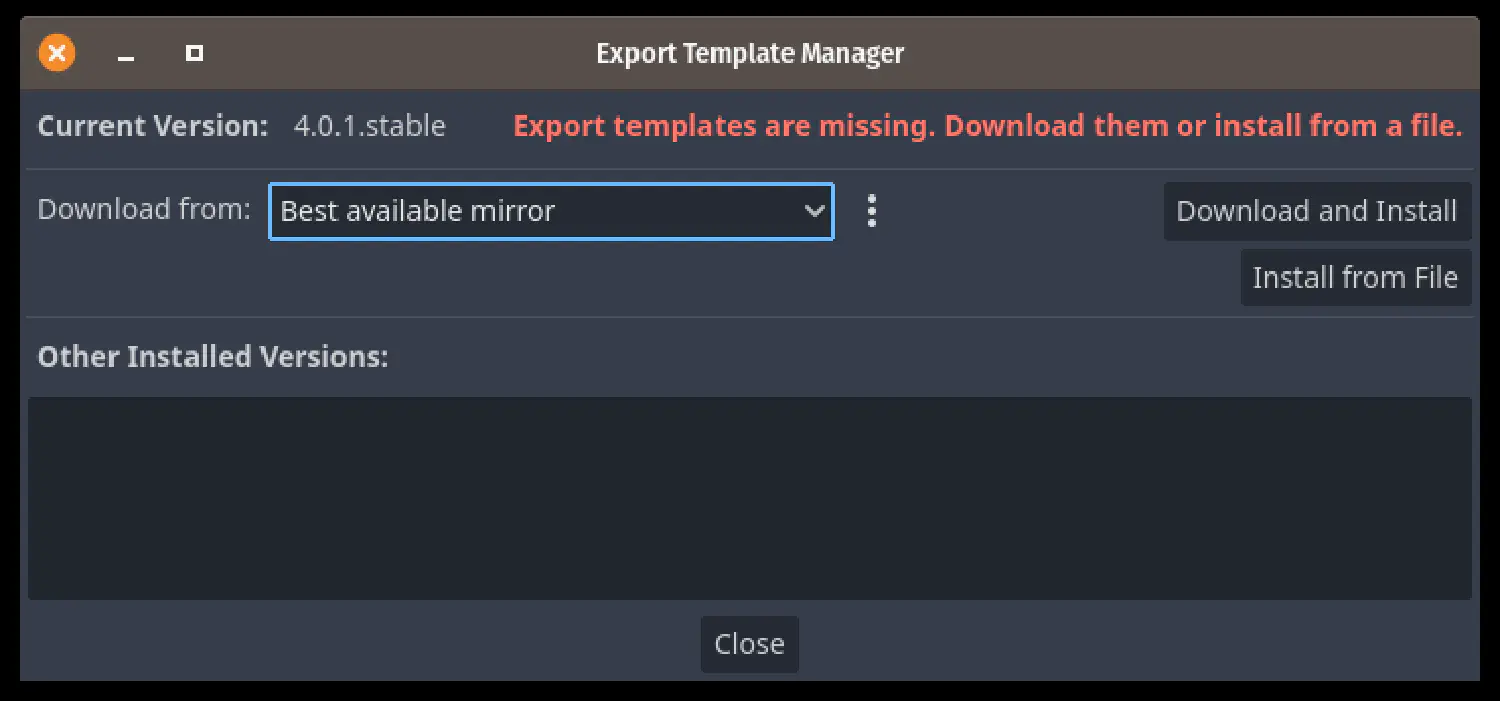 Export Template Manager
Current Version: 4.0.1.stable Export templates are missing. Download them or install from a file.
Download from: Best available mirror Download and Install
Install from File
Other Installed Versions:
Close